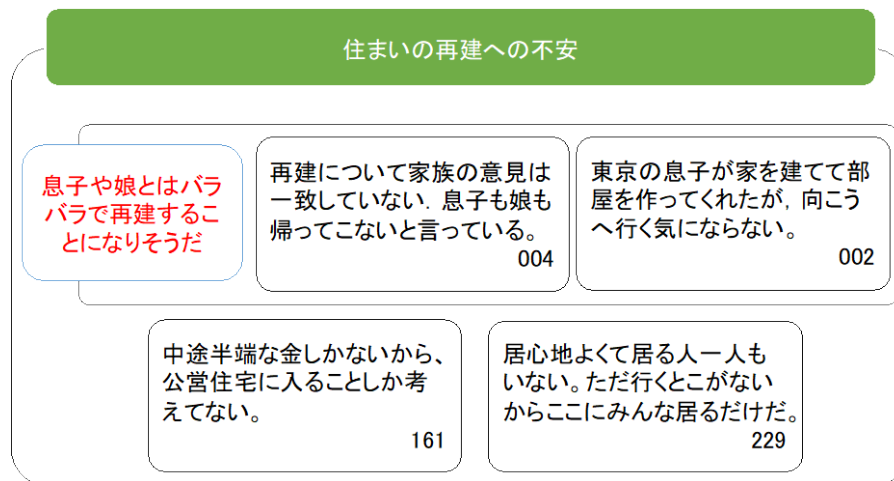 住まいの再建への不安
息子や娘とはバラ
バラで再建するこ
とになりそうだ
再建について家族の意見は
一致していない．息子も娘も
帰ってこないと言っている。
004
東京の息子が家を建てて部
屋を作ってくれたが，向こう
へ行く気にならない。
002
中途半端な金しかないから、
公営住宅に入ることしか考
えてない。
161
居心地よくて居る人一人も
いない。ただ行くとこがない
からここにみんな居るだけだ。
229